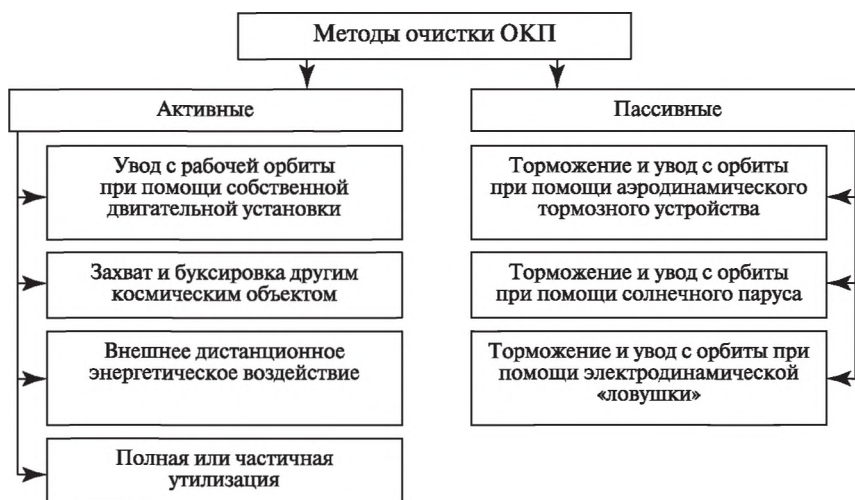 Методы очистки ОКП
Активные
Увод с рабочей орбиты
при помощи собственной
двигательной установки
Захват и буксировка другим
космическим объектом
Внешнее дистанционное
энергетическое воздействие
Полная или частичная
утилизация
Пассивные
Торможение и увод с орбиты
при помощи аэродинамического
тормозного устройства
Торможение и увод с орбиты
при помощи солнечного паруса
Торможение и увод с орбиты при
помощи электродинамической
«ловушки»